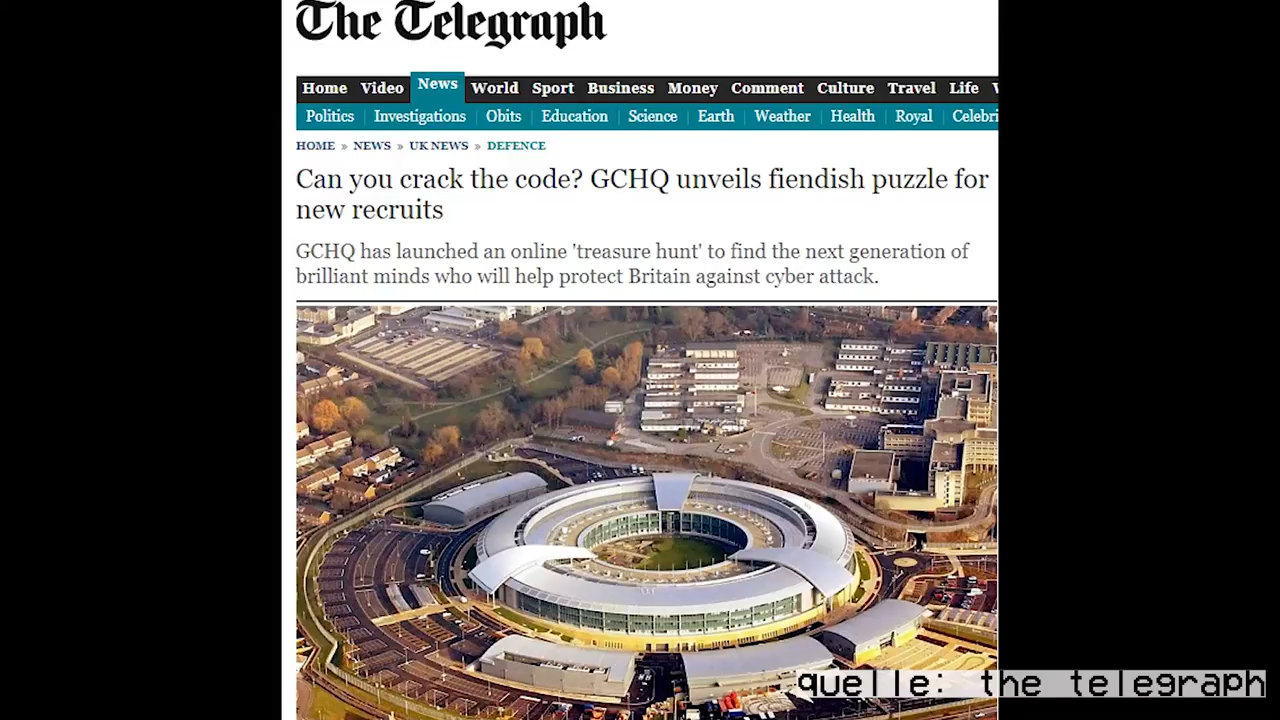 The Telegraph
Home Video News World Sport Business Money Comment Culture Travel Life
Politics Investigations Obits Education Science Earth Weather Health Royal Celebri
HOME » NEWS » UK NEWS » DEFENCE
Can you crack the code? GCHQ unveils fiendish puzzle for
new recruits
GCHQ has launched an online 'treasure hunt' to find the next generation of
brilliant minds who will help protect Britain against cyber attack.
quelle: the telegraph